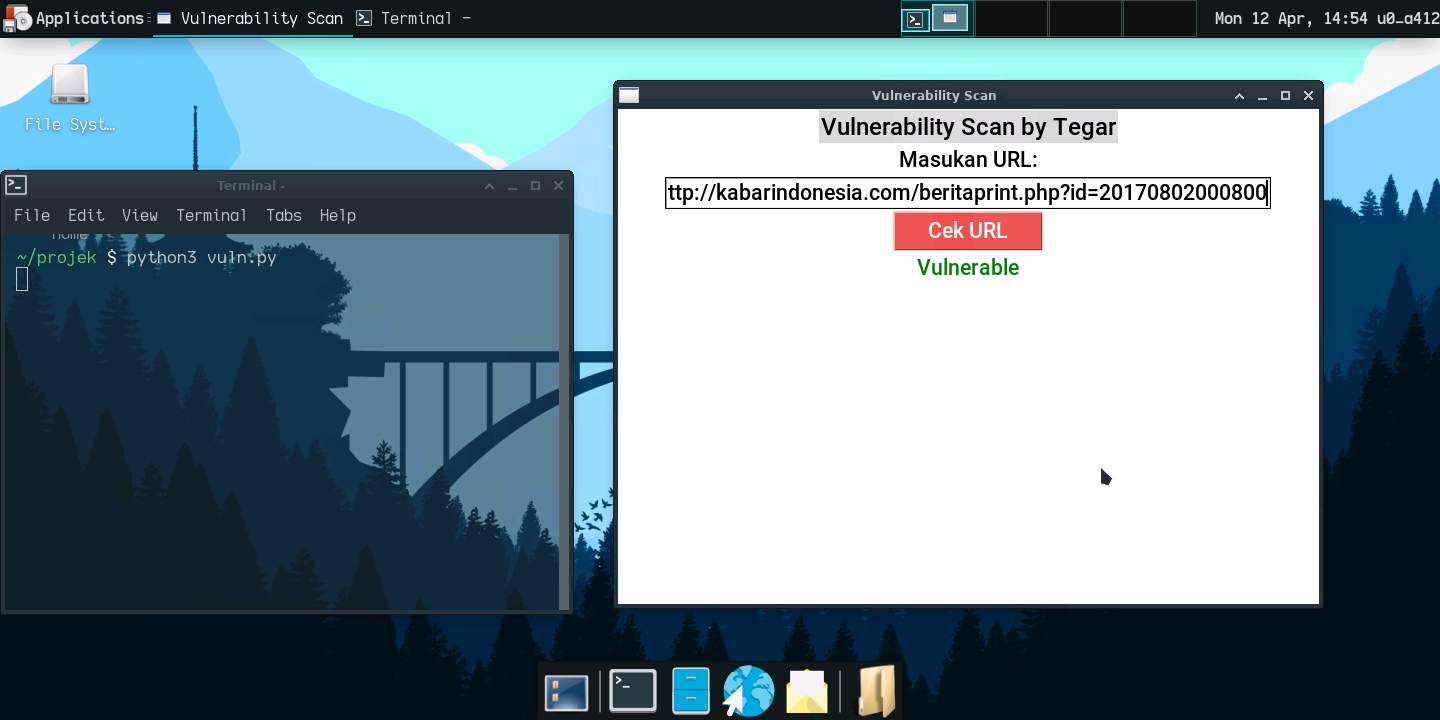 Applications Vulnerability Scan Terminal - Mon 12 Apr, 14:54 u0_a412
File Syst...
Vulnerability Scan
Vulnerability Scan by Tegar
Masukan URL:
ttp://kabarindonesia.com/beritaprint.php?id=20170802000800
Cek URL
Vulnerable
Terminal -
File Edit View Terminal Tabs Help
home
~/projek $ python3 vuln.py